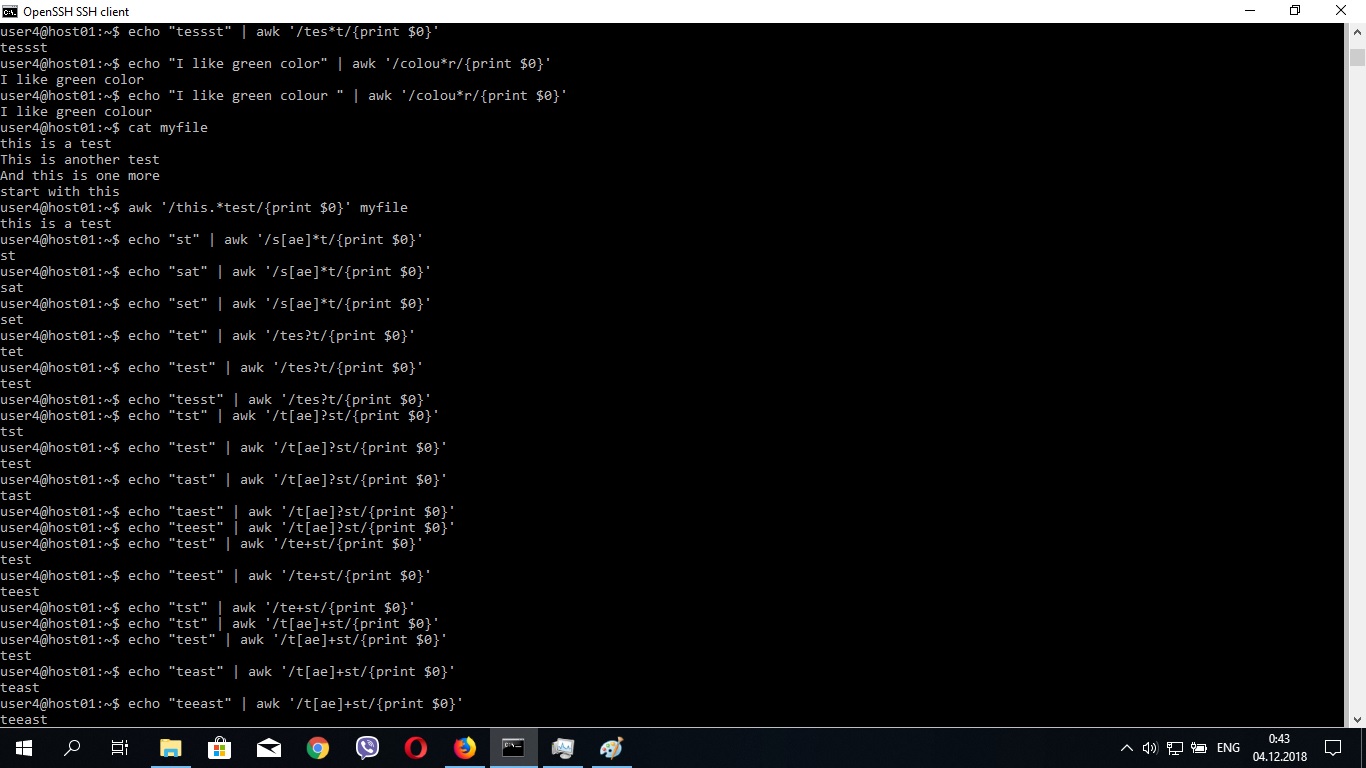 OpenSSH SSH client
user4@host01:~$ echo "tessst" | awk '/tes*t/{print $0}'
tessst
user4@host01:~$ echo "I like green color" | awk '/colou*r/{print $0}'
I like green color
user4@host01:~$ echo "I like green colour " | awk '/colou*r/{print $0}'
I like green colour
user4@host01:~$ cat myfile
this is a test
This is another test
And this is one more
start with this
user4@host01:~$ awk '/this.*test/{print $0}' myfile
this is a test
user4@host01:~$ echo "st" | awk '/s[ae]*t/{print $0}'
st
user4@host01:~$ echo "sat" | awk '/s[ae]*t/{print $0}'
sat
user4@host01:~$ echo "set" | awk '/s[ae]*t/{print $0}'
set
user4@host01:~$ echo "tet" | awk '/tes?t/{print $0}'
tet
user4@host01:~$ echo "test" | awk '/tes?t/{print $0}'
test
user4@host01:~$ echo "tesst" | awk '/tes?t/{print $0}'
user4@host01:~$ echo "tst" | awk '/t[ae]?st/{print $0}'
tst
user4@host01:~$ echo "test" | awk '/t[ae]?st/{print $0}'
test
user4@host01:~$ echo "tast" | awk '/t[ae]?st/{print $0}'
tast
user4@host01:~$ echo "taest" | awk '/t[ae]?st/{print $0}'
user4@host01:~$ echo "teest" | awk '/t[ae]?st/{print $0}'
user4@host01:~$ echo "test" | awk '/te+st/{print $0}'
test
user4@host01:~$ echo "teest" | awk '/te+st/{print $0}'
teest
user4@host01:~$ echo "tst" | awk '/te+st/{print $0}'
user4@host01:~$ echo "tst" | awk '/t[ae]+st/{print $0}'
user4@host01:~$ echo "test" | awk '/t[ae]+st/{print $0}'
test
user4@host01:~$ echo "teast" | awk '/t[ae]+st/{print $0}'
teast
user4@host01:~$ echo "teeast" | awk '/t[ae]+st/{print $0}'
teeast
ENG
0:43
04.12.2018